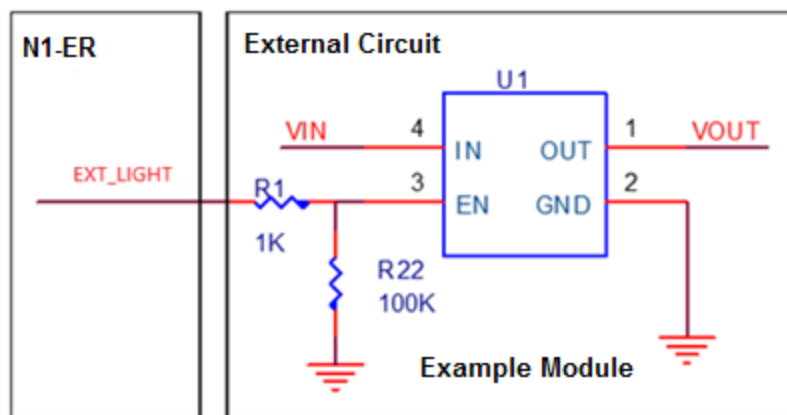 N1-ER
External Circuit
U1
VIN
4
IN
OUT
1
VOUT
EXT_LIGHT
R1
3
EN
GND
2
1K
R22
100K
Example Module